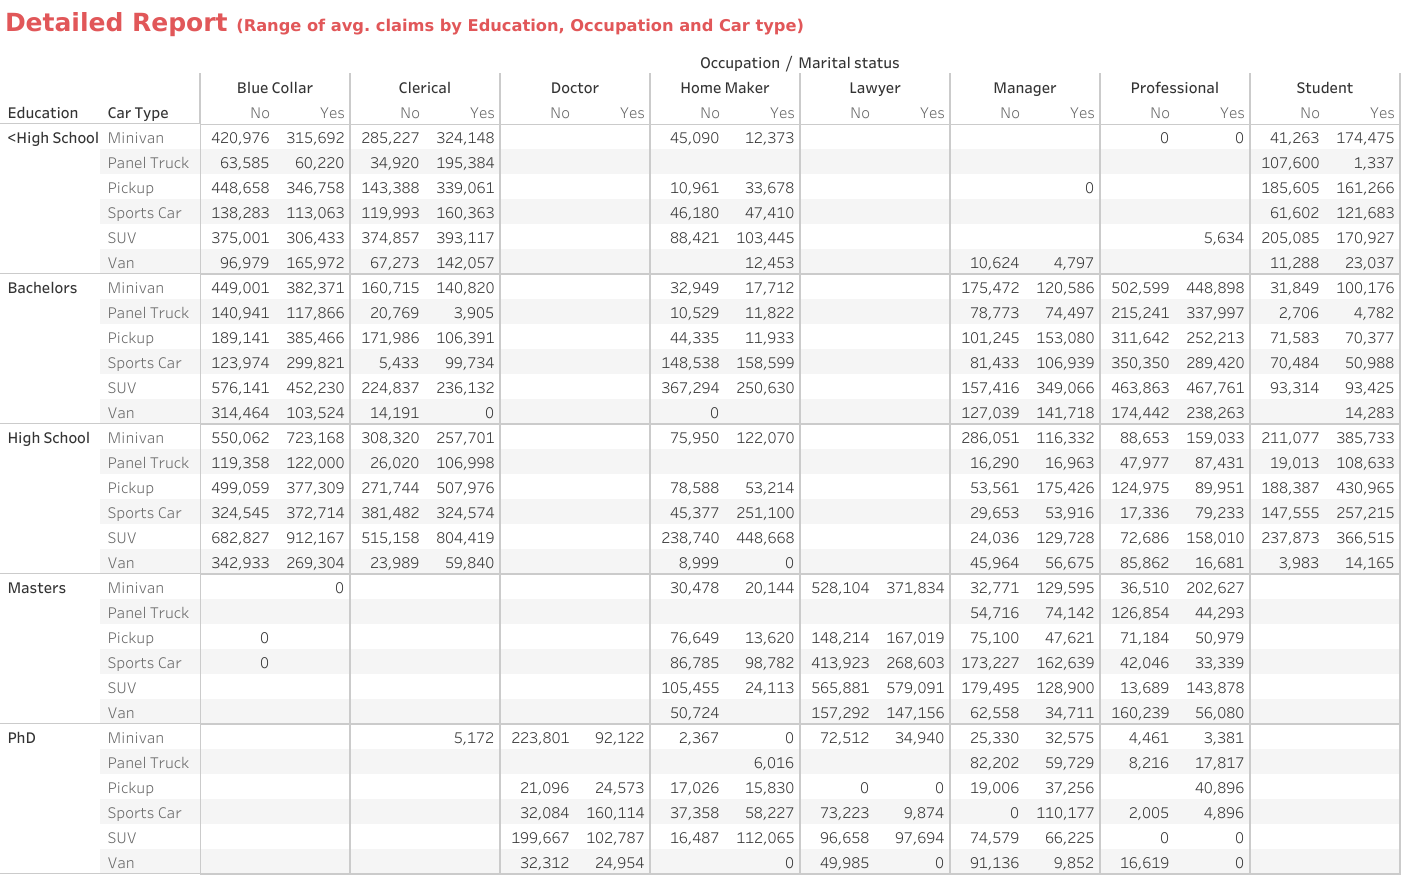 Detailed Report (Range of avg. claims by Education, Occupation and Car type)
Occupation / Marital status
Blue Collar Clerical Doctor Home Maker Lawyer Manager Professional Student
Education Car Type No Yes No Yes No Yes No Yes No Yes No Yes No Yes No Yes
<High School Minivan 420,976 315,692 285,227 324,148 45,090 12,373 0 0 41,263 174,475
Panel Truck 63,585 60,220 34,920 195,384 107,600 1,337
Pickup 448,658 346,758 143,388 339,061 10,961 33,678 0 185,605 161,266
Sports Car 138,283 113,063 119,993 160,363 46,180 47,410 61,602 121,683
SUV 375,001 306,433 374,857 393,117 88,421 103,445 5,634 205,085 170,927
Van 96,979 165,972 67,273 142,057 12,453 10,624 4,797 11,288 23,037
Bachelors Minivan 449,001 382,371 160,715 140,820 32,949 17,712 175,472 120,586 502,599 448,898 31,849 100,176
Panel Truck 140,941 117,866 20,769 3,905 10,529 11,822 78,773 74,497 215,241 337,997 2,706 4,782
Pickup 189,141 385,466 171,986 106,391 44,335 11,933 101,245 153,080 311,642 252,213 71,583 70,377
Sports Car 123,974 299,821 5,433 99,734 148,538 158,599 81,433 106,939 350,350 289,420 70,484 50,988
SUV 576,141 452,230 224,837 236,132 367,294 250,630 157,416 349,066 463,863 467,761 93,314 93,425
Van 314,464 103,524 14,191 0 0 127,039 141,718 174,442 238,263 14,283
High School Minivan 550,062 723,168 308,320 257,701 75,950 122,070 286,051 116,332 88,653 159,033 211,077 385,733
Panel Truck 119,358 122,000 26,020 106,998 16,290 16,963 47,977 87,431 19,013 108,633
Pickup 499,059 377,309 271,744 507,976 78,588 53,214 53,561 175,426 124,975 89,951 188,387 430,965
Sports Car 324,545 372,714 381,482 324,574 45,377 251,100 29,653 53,916 17,336 79,233 147,555 257,215
SUV 682,827 912,167 515,158 804,419 238,740 448,668 24,036 129,728 72,686 158,010 237,873 366,515
Van 342,933 269,304 23,989 59,840 8,999 0 45,964 56,675 85,862 16,681 3,983 14,165
Masters Minivan 0 30,478 20,144 528,104 371,834 32,771 129,595 36,510 202,627
Panel Truck 54,716 74,142 126,854 44,293
Pickup 0 76,649 13,620 148,214 167,019 75,100 47,621 71,184 50,979
Sports Car 0 86,785 98,782 413,923 268,603 173,227 162,639 42,046 33,339
SUV 105,455 24,113 565,881 579,091 179,495 128,900 13,689 143,878
Van 50,724 157,292 147,156 62,558 34,711 160,239 56,080
PhD Minivan 5,172 223,801 92,122 2,367 0 72,512 34,940 25,330 32,575 4,461 3,381
Panel Truck 6,016 82,202 59,729 8,216 17,817
Pickup 21,096 24,573 17,026 15,830 0 0 19,006 37,256 40,896
Sports Car 32,084 160,114 37,358 58,227 73,223 9,874 0 110,177 2,005 4,896
SUV 199,667 102,787 16,487 112,065 96,658 97,694 74,579 66,225 0 0
Van 32,312 24,954 0 49,985 0 91,136 9,852 16,619 0